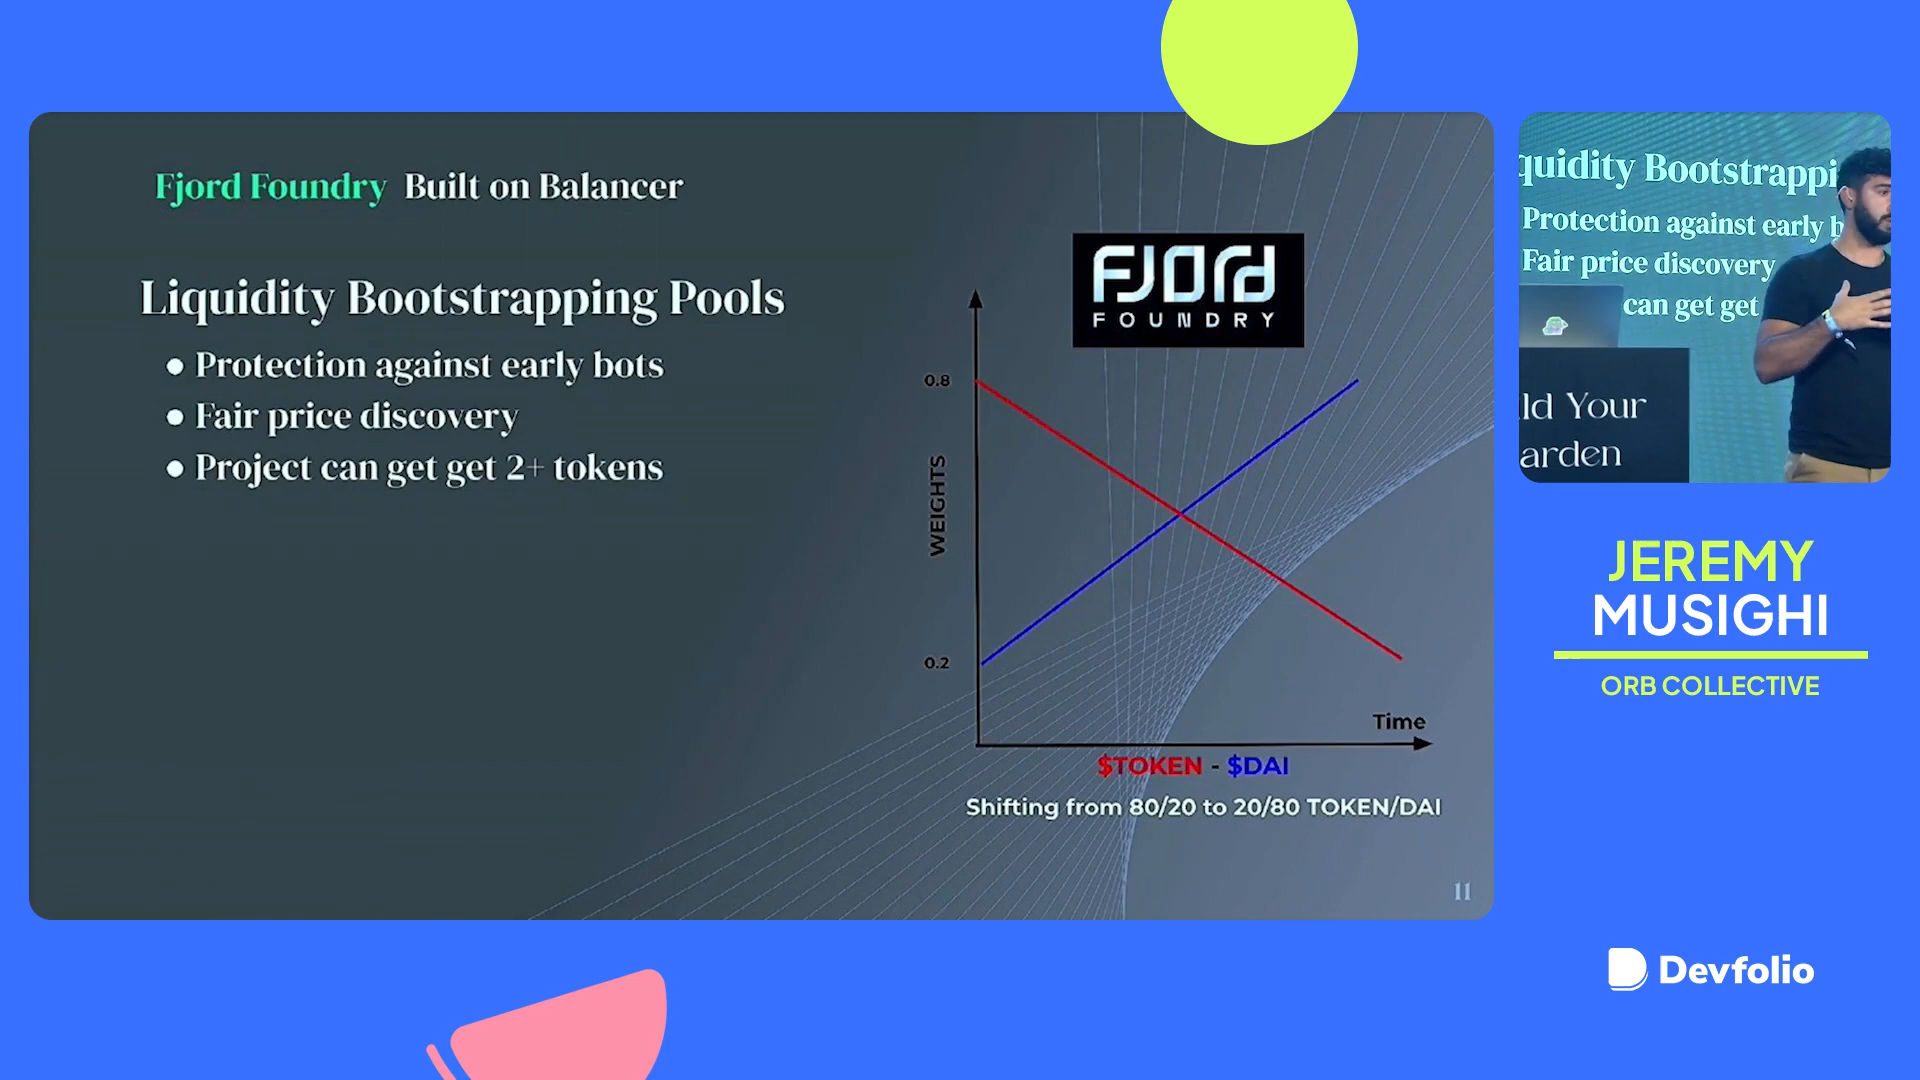 Fjord Foundry Built on Balancer
Liquidity Bootstrapping Pools
● Protection against early bots
● Fair price discovery
● Project can get get 2+ tokens
FJORD
FOUNDRY
0.8
WEIGHTS
0.2
Time
$TOKEN - $DAI
Shifting from 80/20 to 20/80 TOKEN/DAI
11
quidity Bootstrappi
Protection against early b
Fair price discovery
can get get
ld Your
arden
JEREMY
MUSIGHI
ORB COLLECTIVE
Devfolio